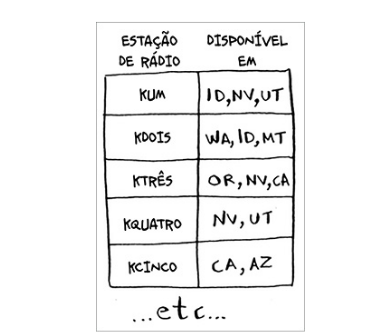 ESTAÇÃO DE RÁDIO DISPONÍVEL EM
KUM ID,NV,UT
KDOIS WA,ID,MT
KTRÊS OR,NV,CA
KQUATRO NV,UT
KCINCO CA,AZ
...etc...